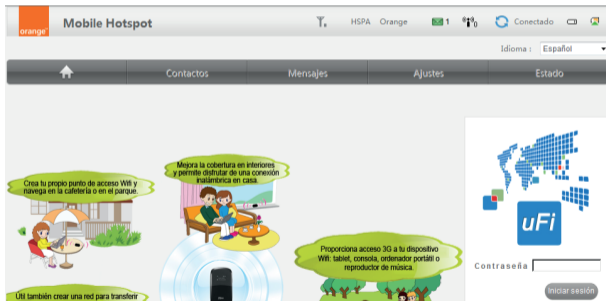 orange™ Mobile Hotspot HSPA Orange 1 0 Conectado
Idioma : Español
Contactos Mensajes Ajustes Estado
Mejora la cobertura en interiores
y permite disfrutar de una conexión
inalámbrica en casa.
Crea tu propio punto de acceso Wifi y
navega en la cafetería o en el parque.
uFi
Proporciona acceso 3G a tu dispositivo
Wifi: tablet, consola, ordenador portátil o
reproductor de música.
Contraseña
Iniciar sesión
Útil también crear una red para transferir